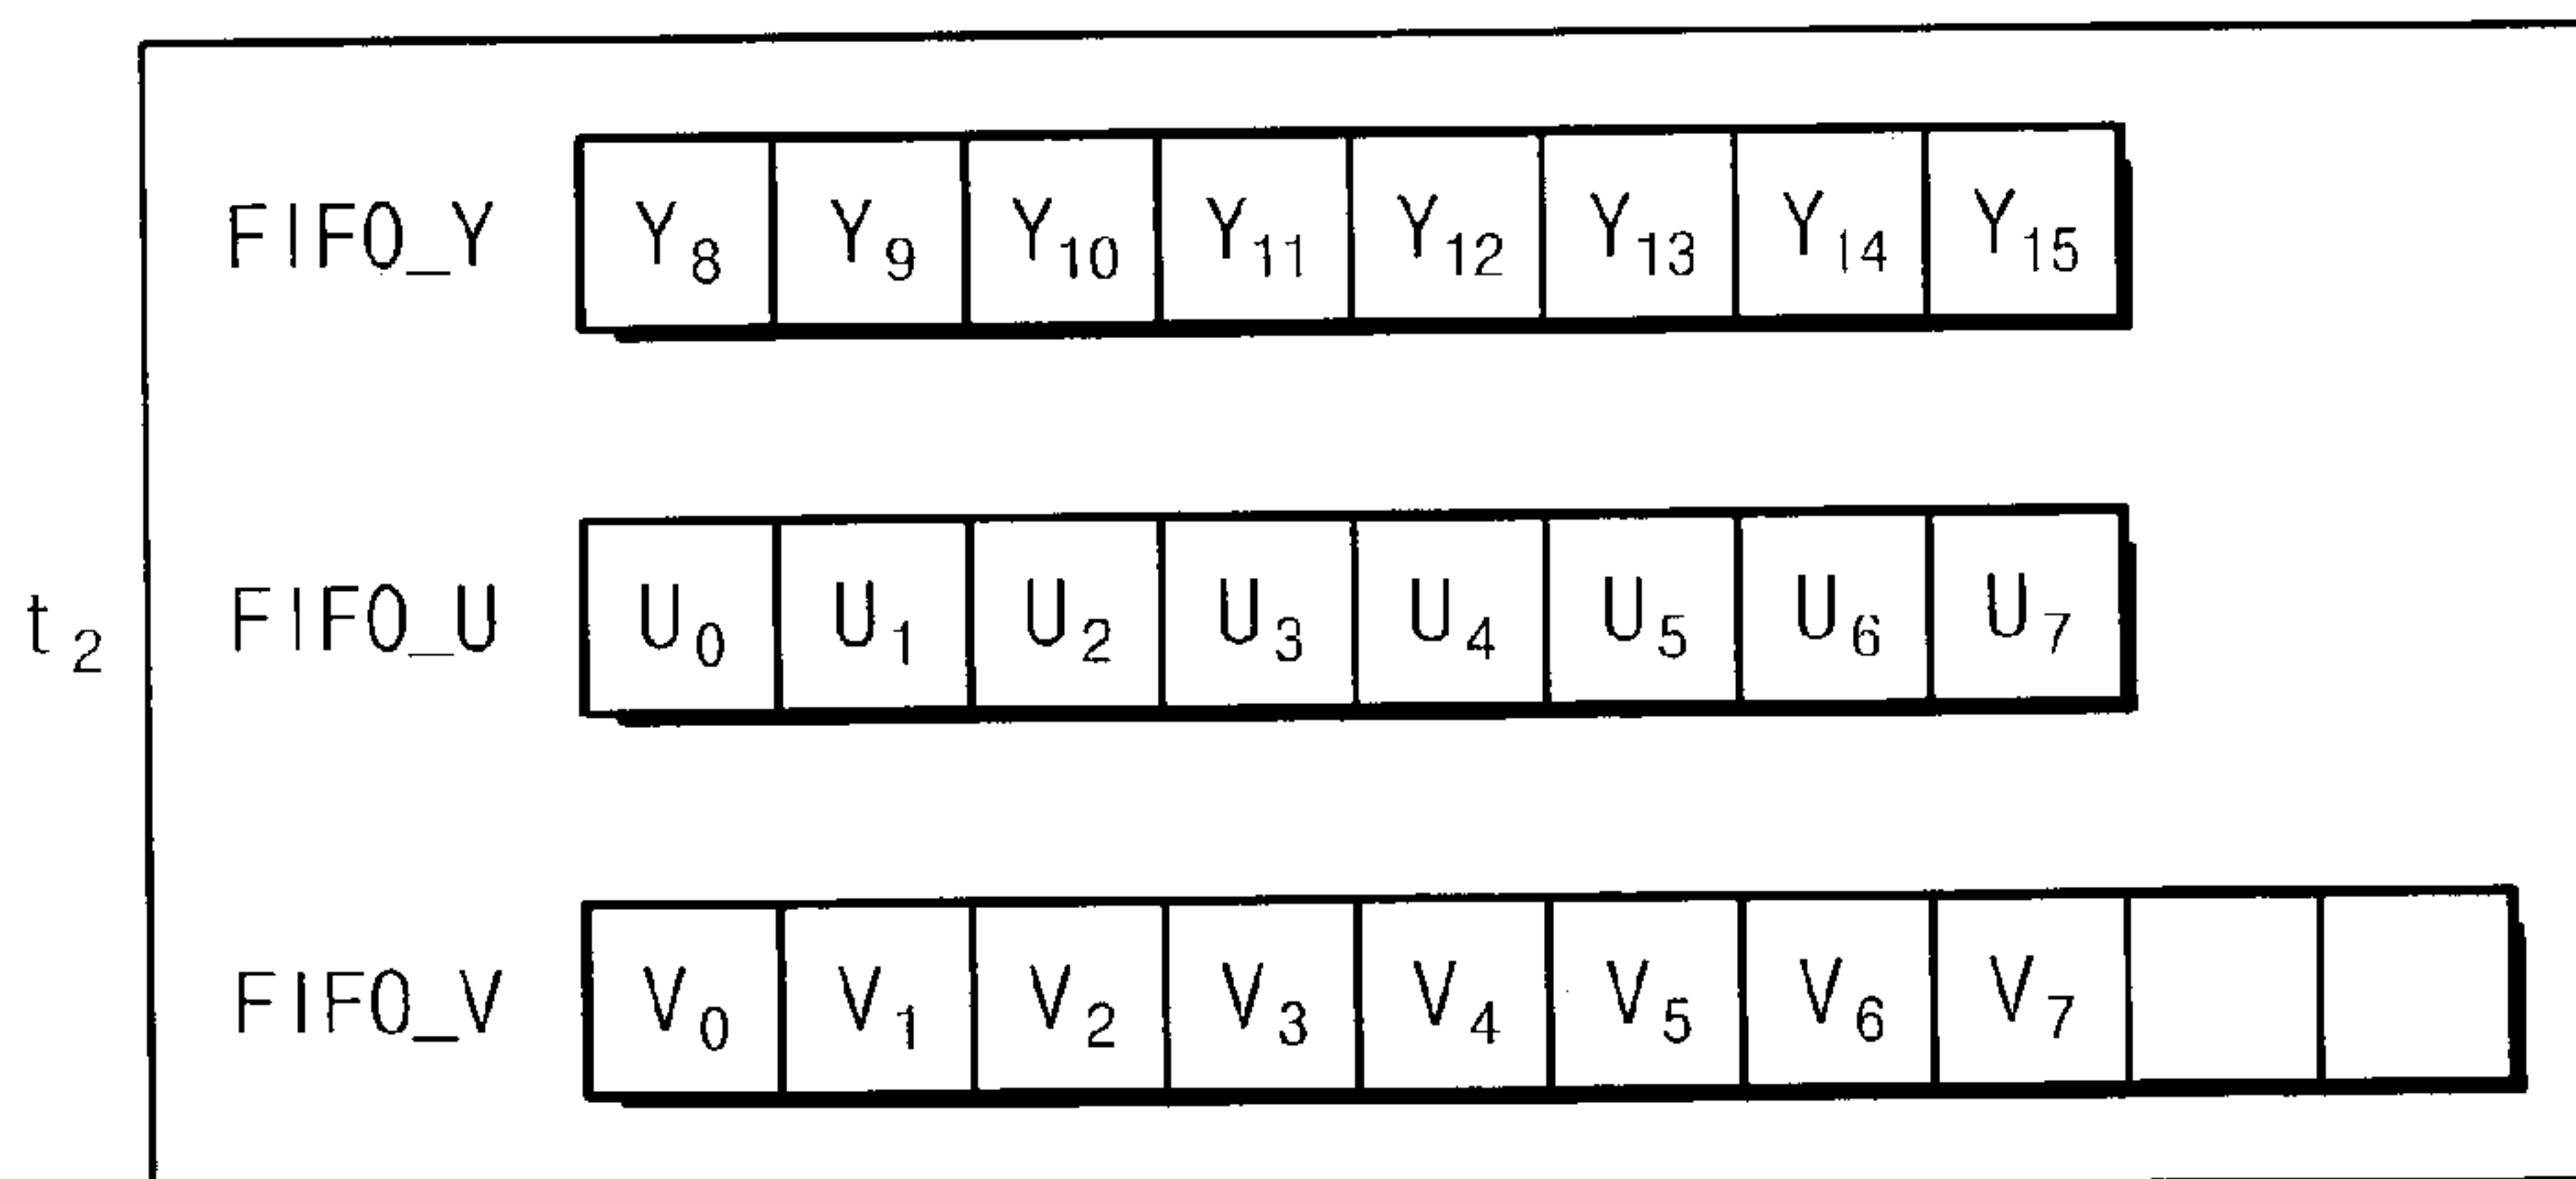 FIFO_Y Y8 Y9 Y10 Y11 Y12 Y13 Y14 Y15
t2 FIFO_U U0 U1 U2 U3 U4 U5 U6 U7
FIFO_V V0 V1 V2 V3 V4 V5 V6 V7